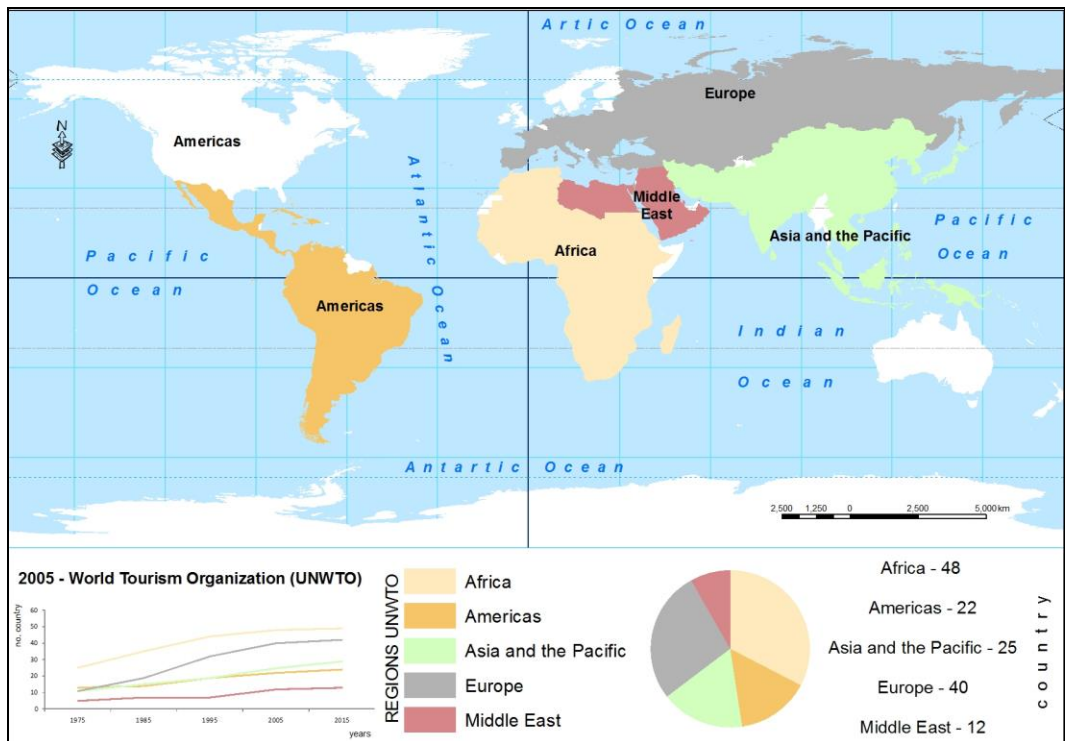 Artic Ocean
Europe
Americas
N
Atlantic Ocean
Middle
East
Pacific
Ocean
Africa
Asia and the Pacific
Pacific
Ocean
Americas
Indian
Ocean
Antartic Ocean
2,500 1,250 0 2,500 5,000 km
2005 - World Tourism Organization (UNWTO)
no. country
60
50
40
30
20
10
0
1975 1985 1995 2005 2015
years
REGIONS UNWTO
Africa
Americas
Asia and the Pacific
Europe
Middle East
Africa - 48
Americas - 22
Asia and the Pacific - 25
Europe - 40
Middle East - 12
country